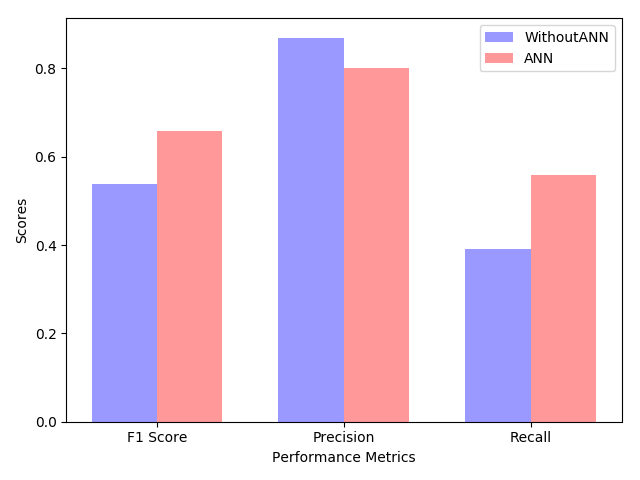 WithoutANN
ANN
Scores
0.8
0.6
0.4
0.2
0.0
F1 Score
Precision
Recall
Performance Metrics